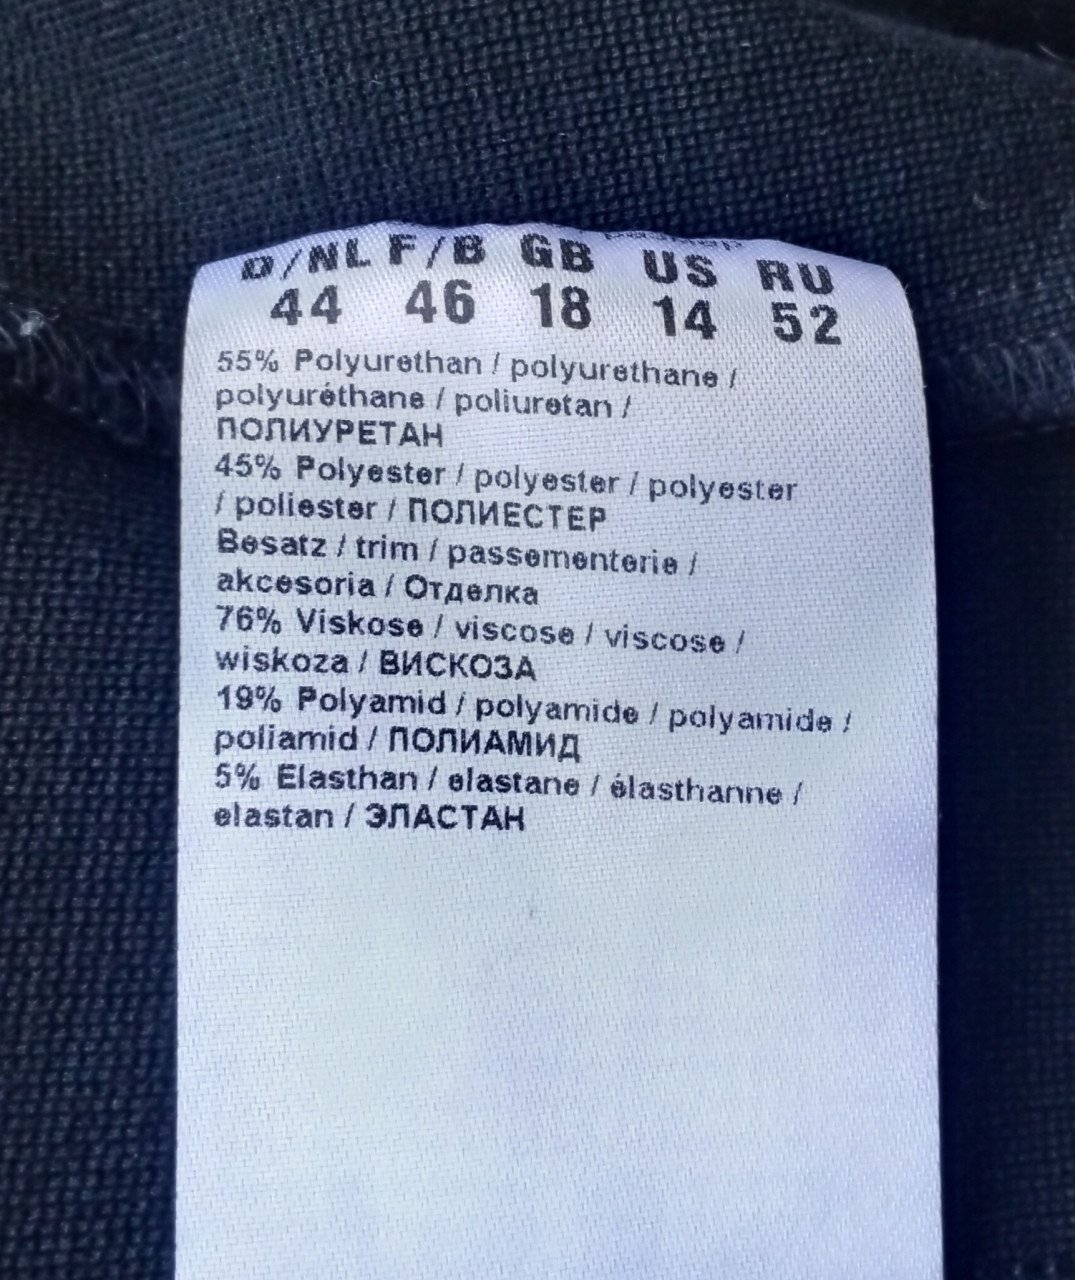 D/NL F/B GB US RU
44 46 18 14 52
55% Polyurethan / polyurethane /
polyuréthane / poliuretan /
ПОЛИУРЕТАН
45% Polyester / polyester / polyester
/ poliester / ПОЛИЕСТЕР
Besatz / trim / passementerie /
akcesoria / Отделка
76% Viskose / viscose / viscose /
wiskoza / ВИСКОЗА
19% Polyamid / polyamide / polyamide /
poliamid / ПОЛИАМИД
5% Elasthan / elastane / élasthanne /
elastan / ЭЛАСТАН